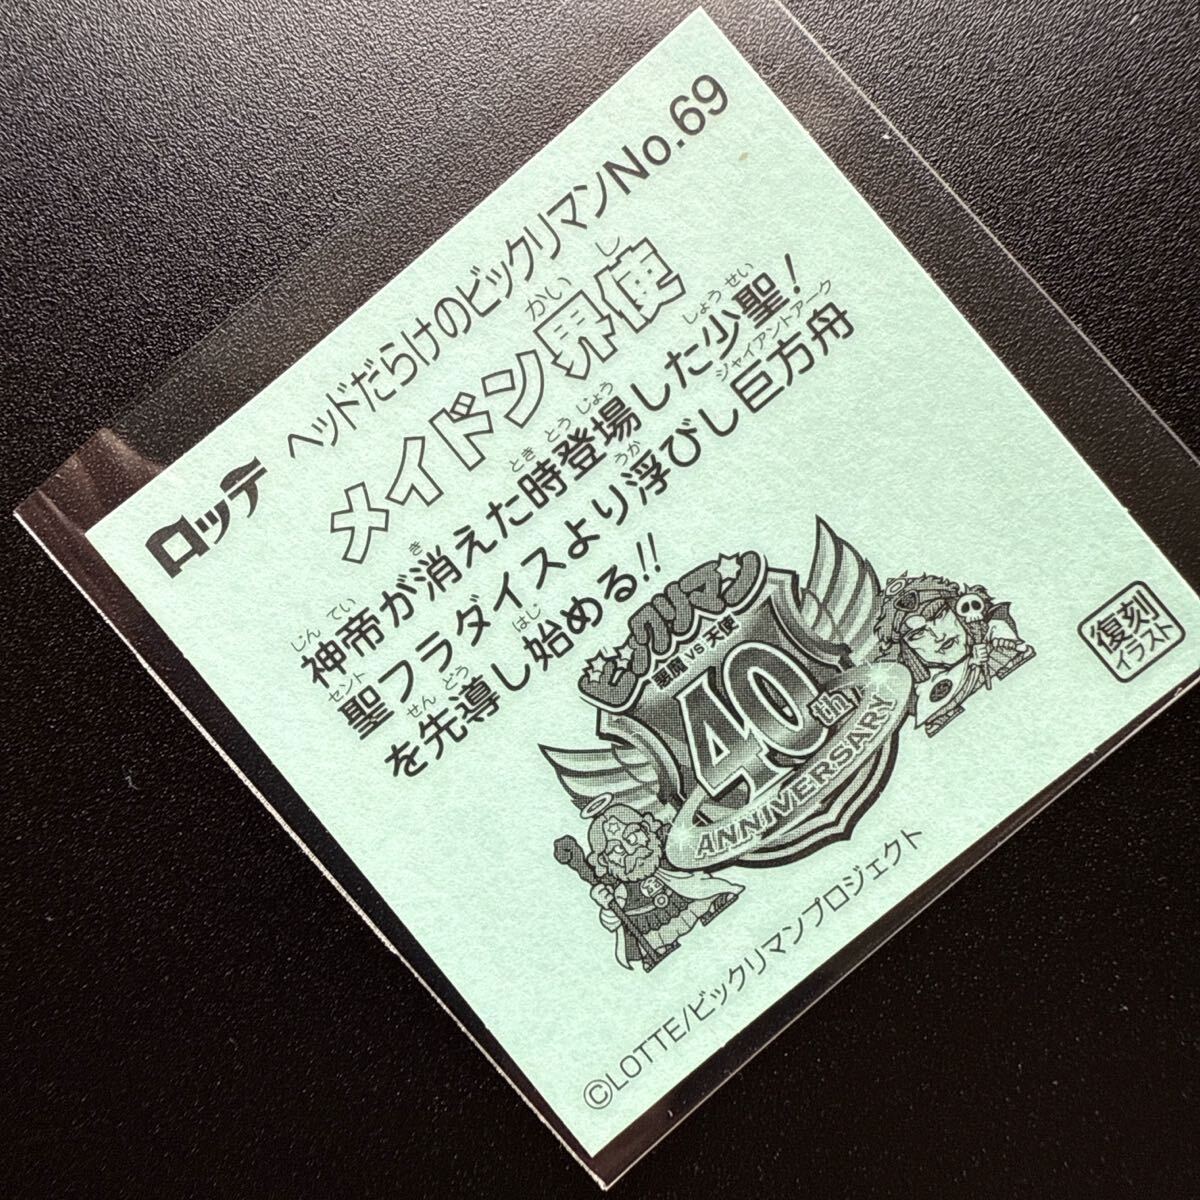 ロッテ
ヘッドだらけのビックリマンNo.69
かいし
メイドン界使
じんてい き とき とうじょう しょうせい
神帝が消えた時登場した少聖!
セント うか ジャイアントアーク
聖フラダイスより浮びし巨方舟
せんどう はじ
を先導し始める!!
ビックリマン
悪魔VS天使
40th
ANNIVERSARY
復刻
イラスト
©LOTTE/ビックリマンプロジェクト